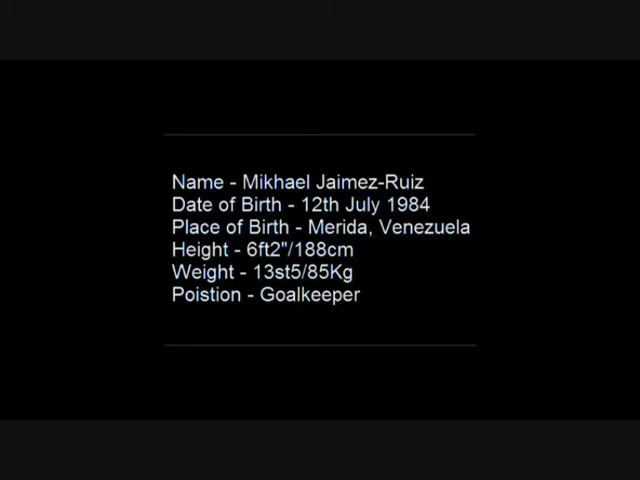 Name - Mikhael Jaimez-Ruiz
Date of Birth - 12th July 1984
Place of Birth - Merida, Venezuela
Height - 6ft2"/188cm
Weight - 13st5/85Kg
Poistion - Goalkeeper